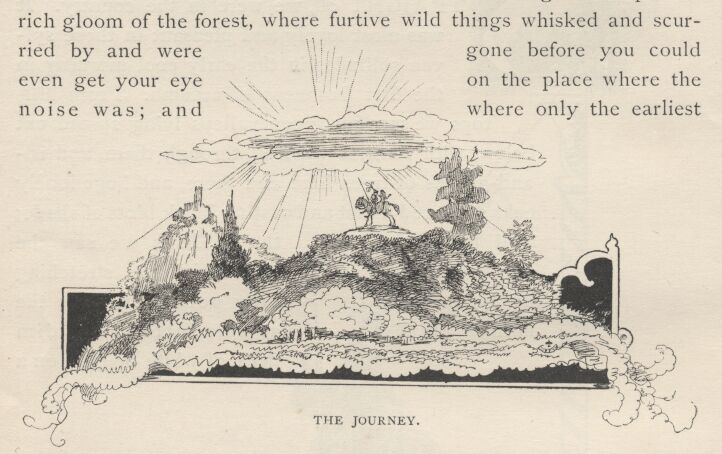 rich gloom of the forest, where furtive wild things whisked and scur-
ried by and were gone before you could
even get your eye on the place where the
noise was; and where only the earliest
THE JOURNEY.